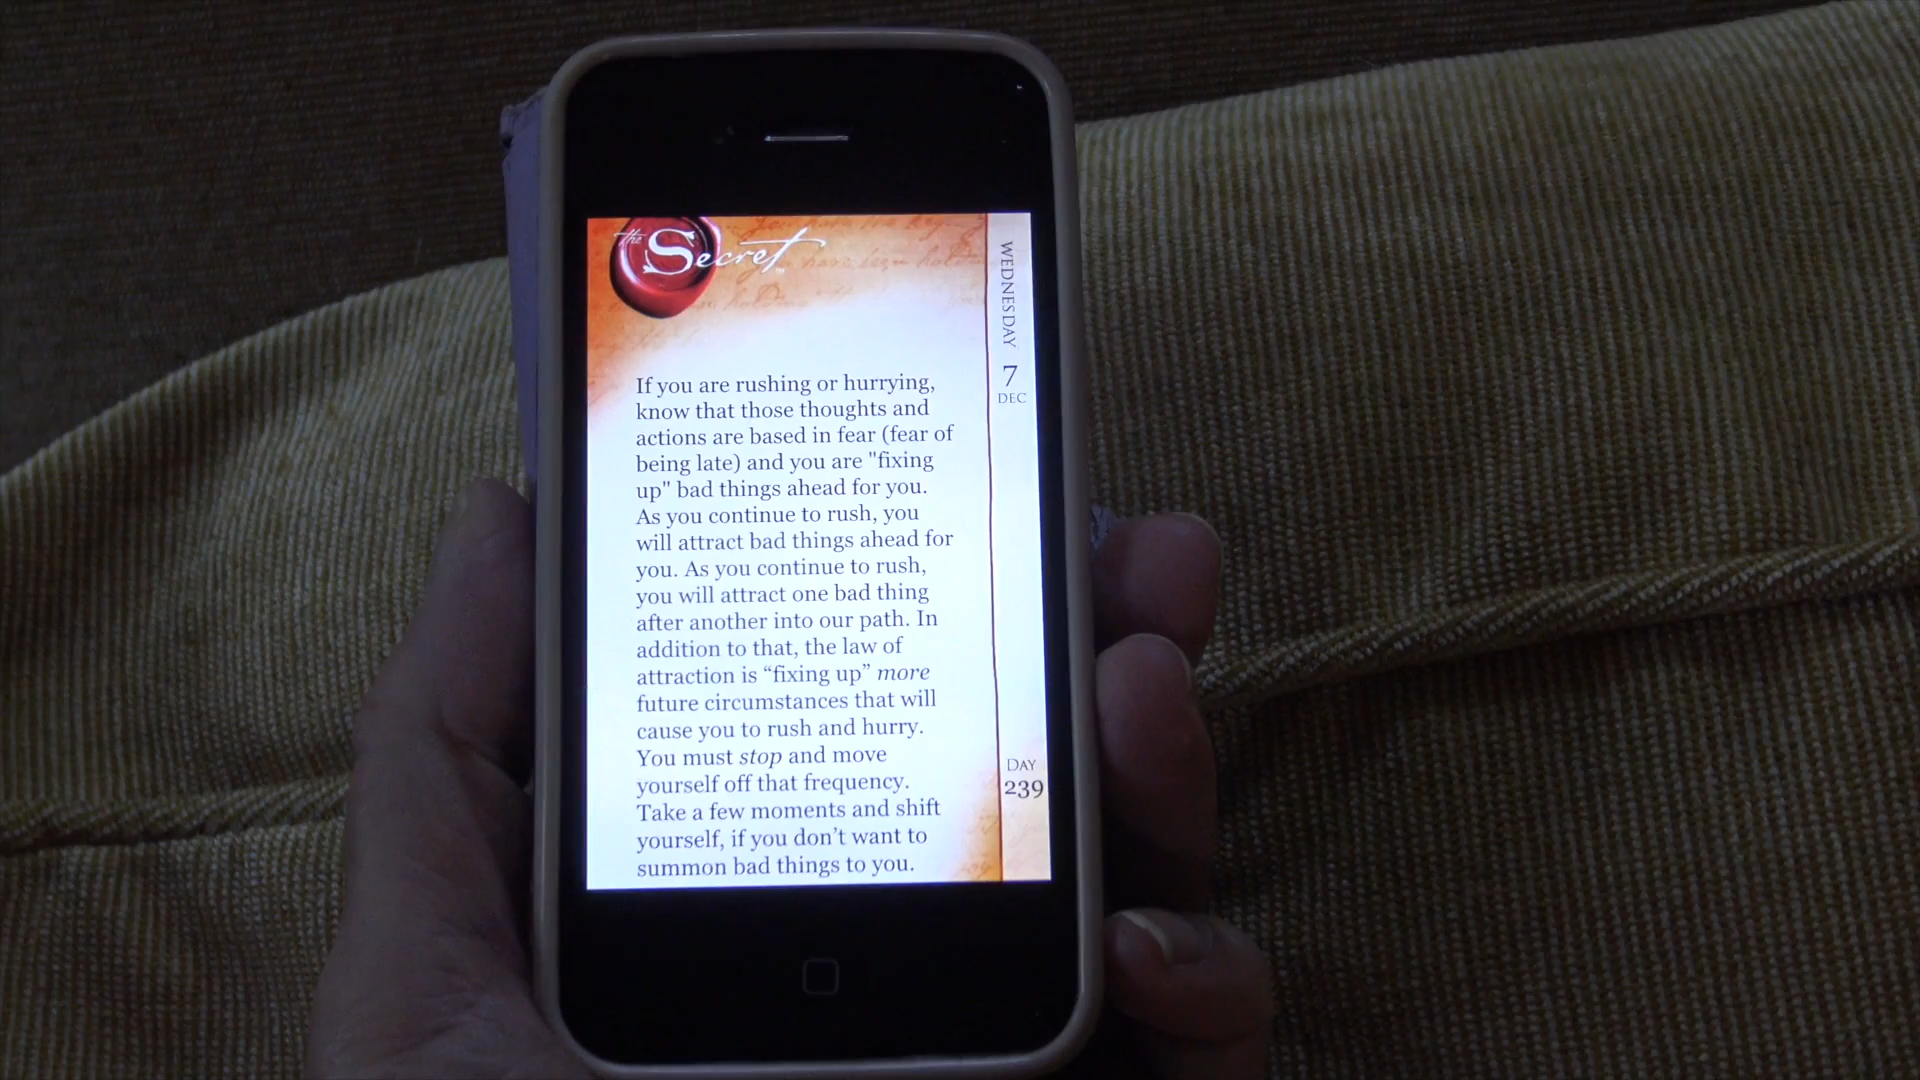 the Secret™
WEDNESDAY
7
DEC
If you are rushing or hurrying,
know that those thoughts and
actions are based in fear (fear of
being late) and you are "fixing
up" bad things ahead for you.
As you continue to rush, you
will attract bad things ahead for
you. As you continue to rush,
you will attract one bad thing
after another into our path. In
addition to that, the law of
attraction is “fixing up” more
future circumstances that will
cause you to rush and hurry.
You must stop and move
yourself off that frequency.
Take a few moments and shift
yourself, if you don’t want to
summon bad things to you.
DAY
239